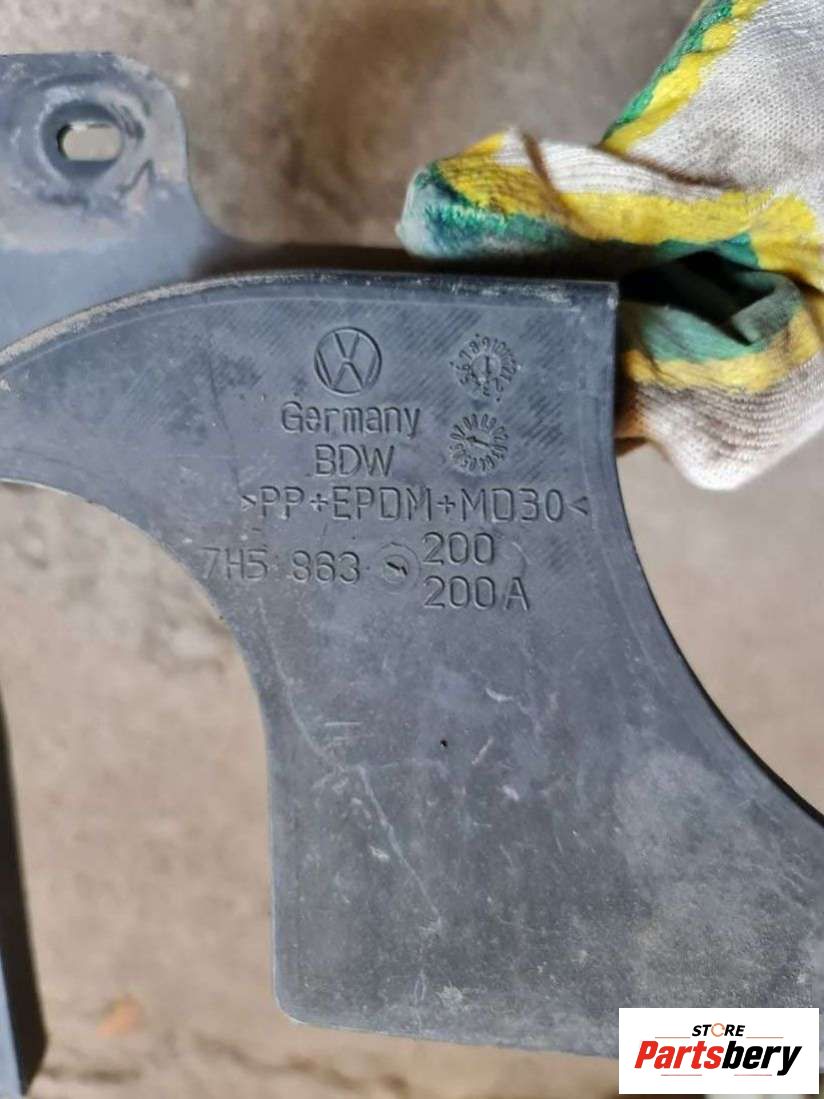 Germany
BDW
>PP+EPDM+MD30<
7H5 863 200
200A
STORE
Partsbery